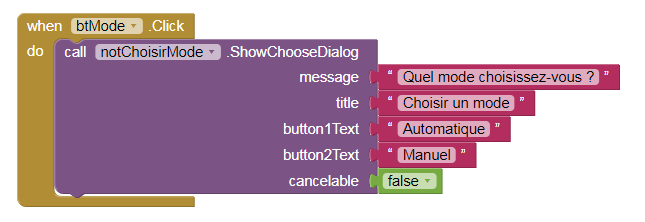 when btMode .Click
do call notChoisirMode .ShowChooseDialog
message “ Quel mode choisissez-vous ? ”
title “ Choisir un mode ”
button1Text “ Automatique ”
button2Text “ Manuel ”
cancelable false